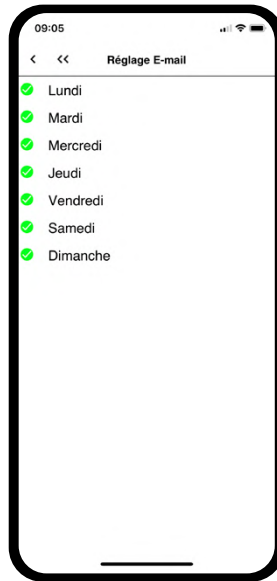 09:05
< << Réglage E-mail
Lundi
Mardi
Mercredi
Jeudi
Vendredi
Samedi
Dimanche